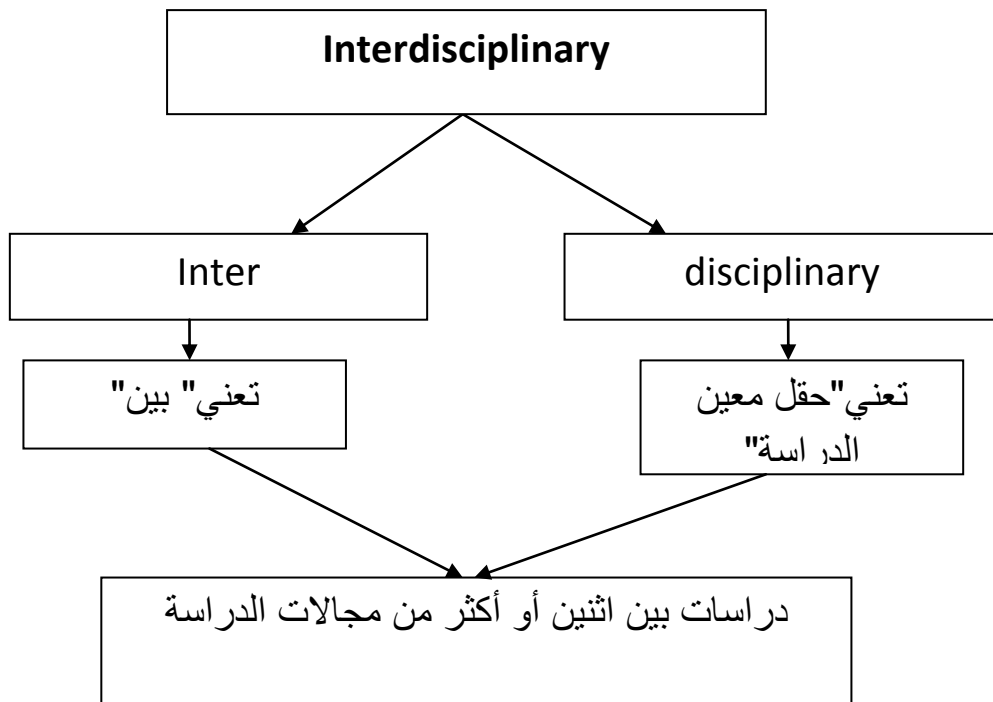 Interdisciplinary
Inter
disciplinary
تعني" بين"
تعني"حقل معين
الدراسة"
دراسات بين اثنين أو أكثر من مجالات الدراسة